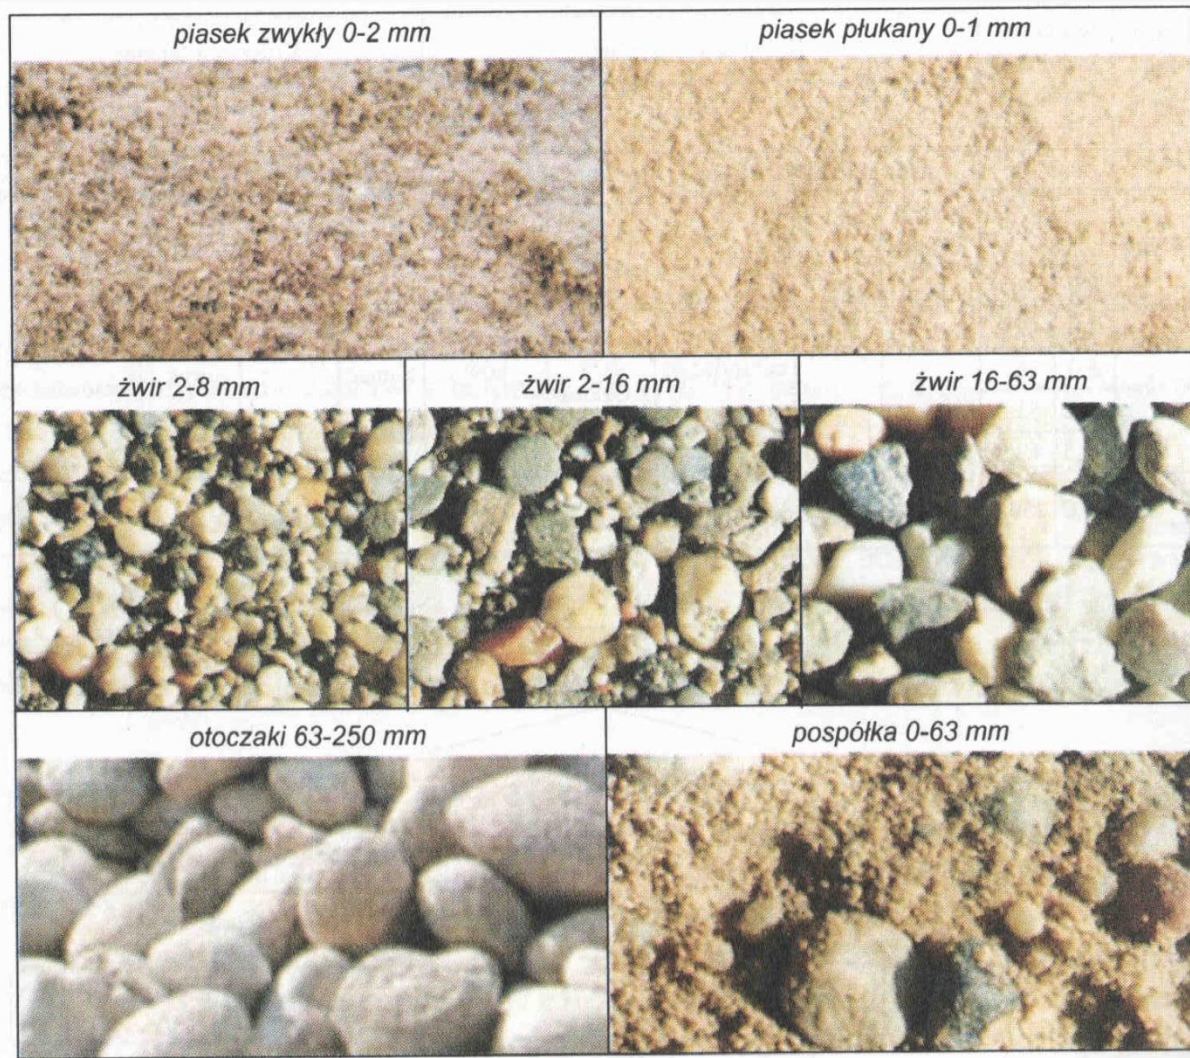 piasek zwykły 0-2 mm
piasek płukany 0-1 mm
żwir 2-8 mm
żwir 2-16 mm
żwir 16-63 mm
otoczaki 63-250 mm
pospółka 0-63 mm